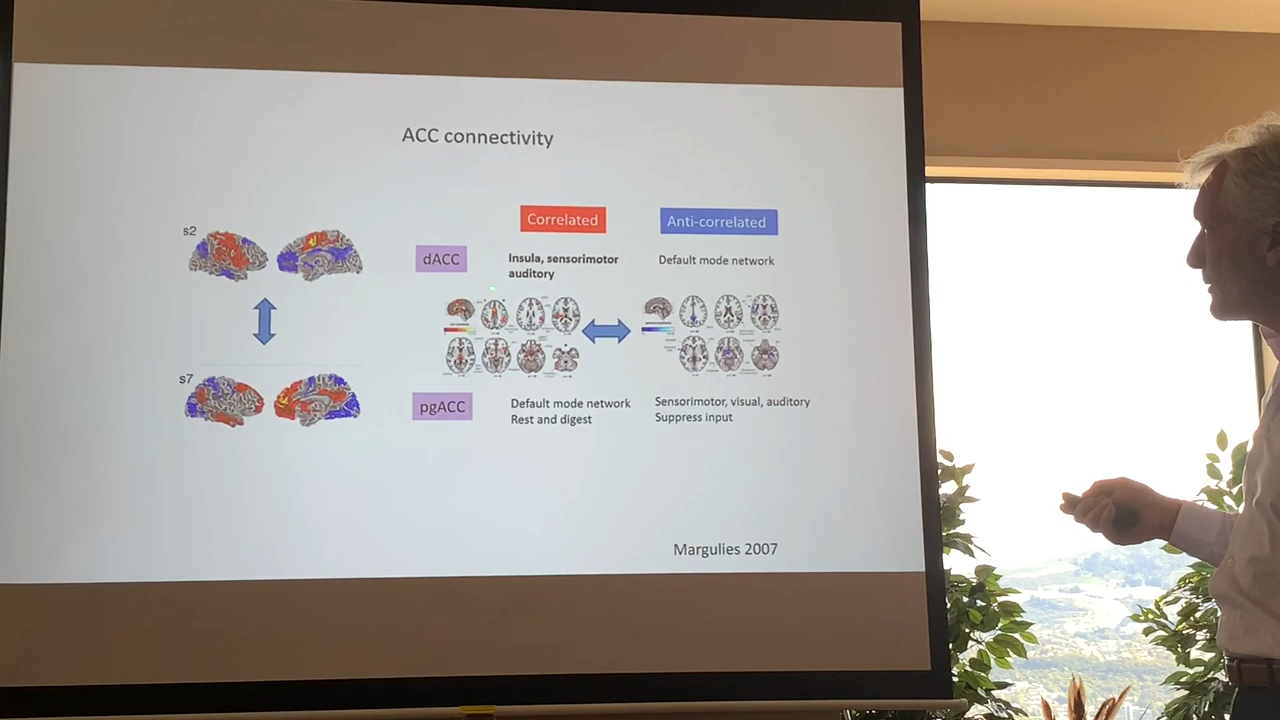 ACC connectivity
Correlated
Anti-correlated
s2
dACC
Insula, sensorimotor
auditory
Default mode network
s7
pgACC
Default mode network
Rest and digest
Sensorimotor, visual, auditory
Suppress input
Margulies 2007